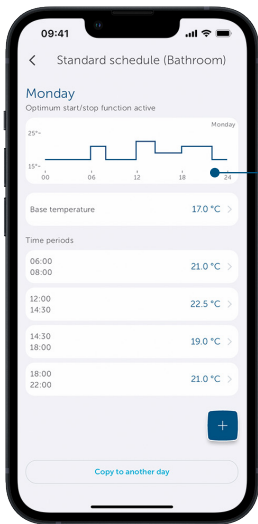 09:41
Standard schedule (Bathroom)
Monday
Optimum start/stop function active
Monday
25°
15°
00 06 12 18 24
Base temperature 17.0 °C
Time periods
06:00
08:00
21.0 °C
12:00
14:30
22.5 °C
14:30
18:00
19.0 °C
18:00
22:00
21.0 °C
+
Copy to another day